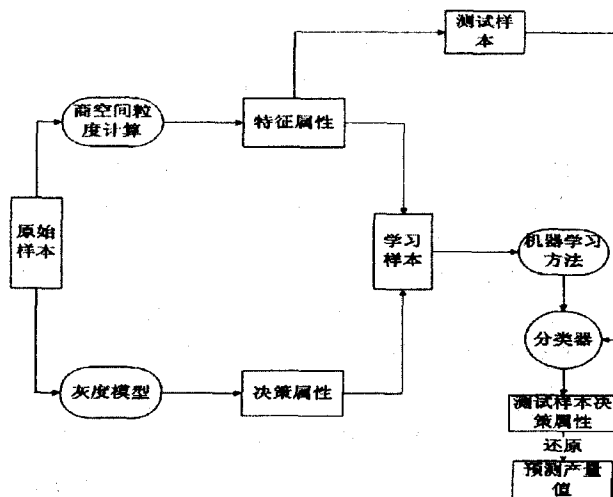 测试样
本
商空间粒
度计算
特征属性
原始
样本
学习
样本
机器学习
方法
分类器
灰度模型
决策属性
测试样本决
策属性
还原
预测产量
值